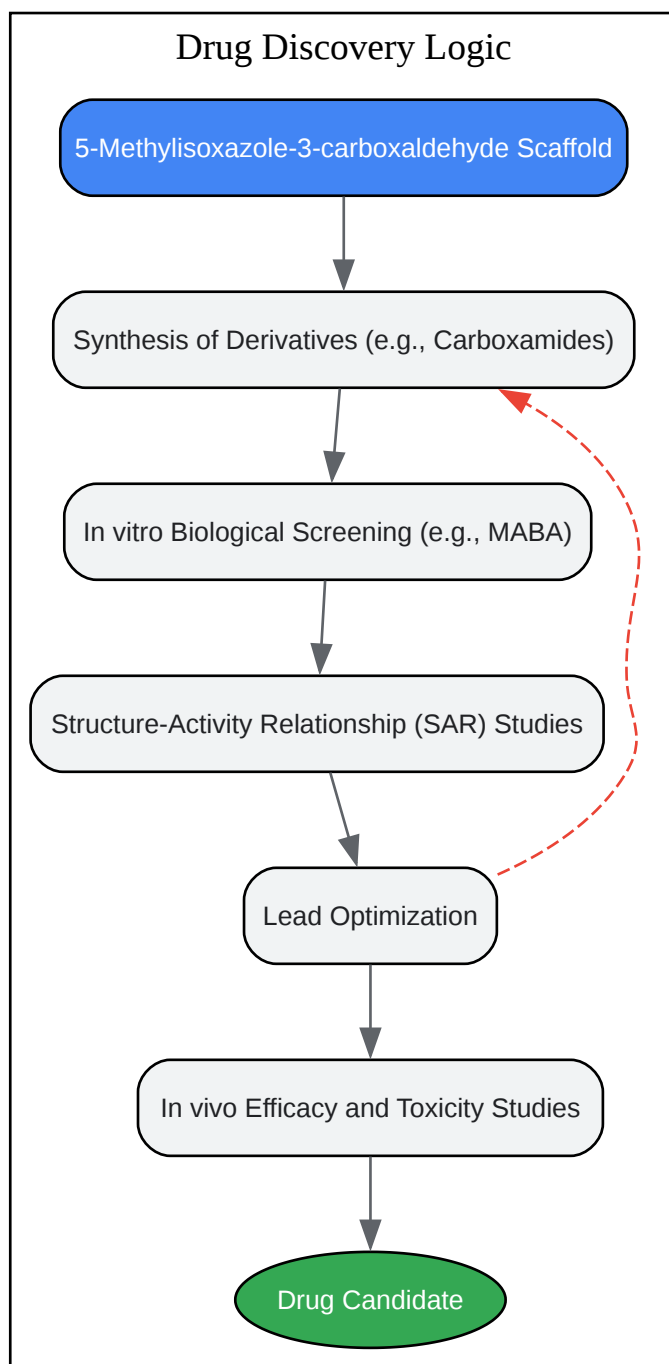 Drug Discovery Logic
5-Methylisoxazole-3-carboxaldehyde Scaffold
Synthesis of Derivatives (e.g., Carboxamides)
In vitro Biological Screening (e.g., MABA)
Structure-Activity Relationship (SAR) Studies
Lead Optimization
In vivo Efficacy and Toxicity Studies
Drug Candidate